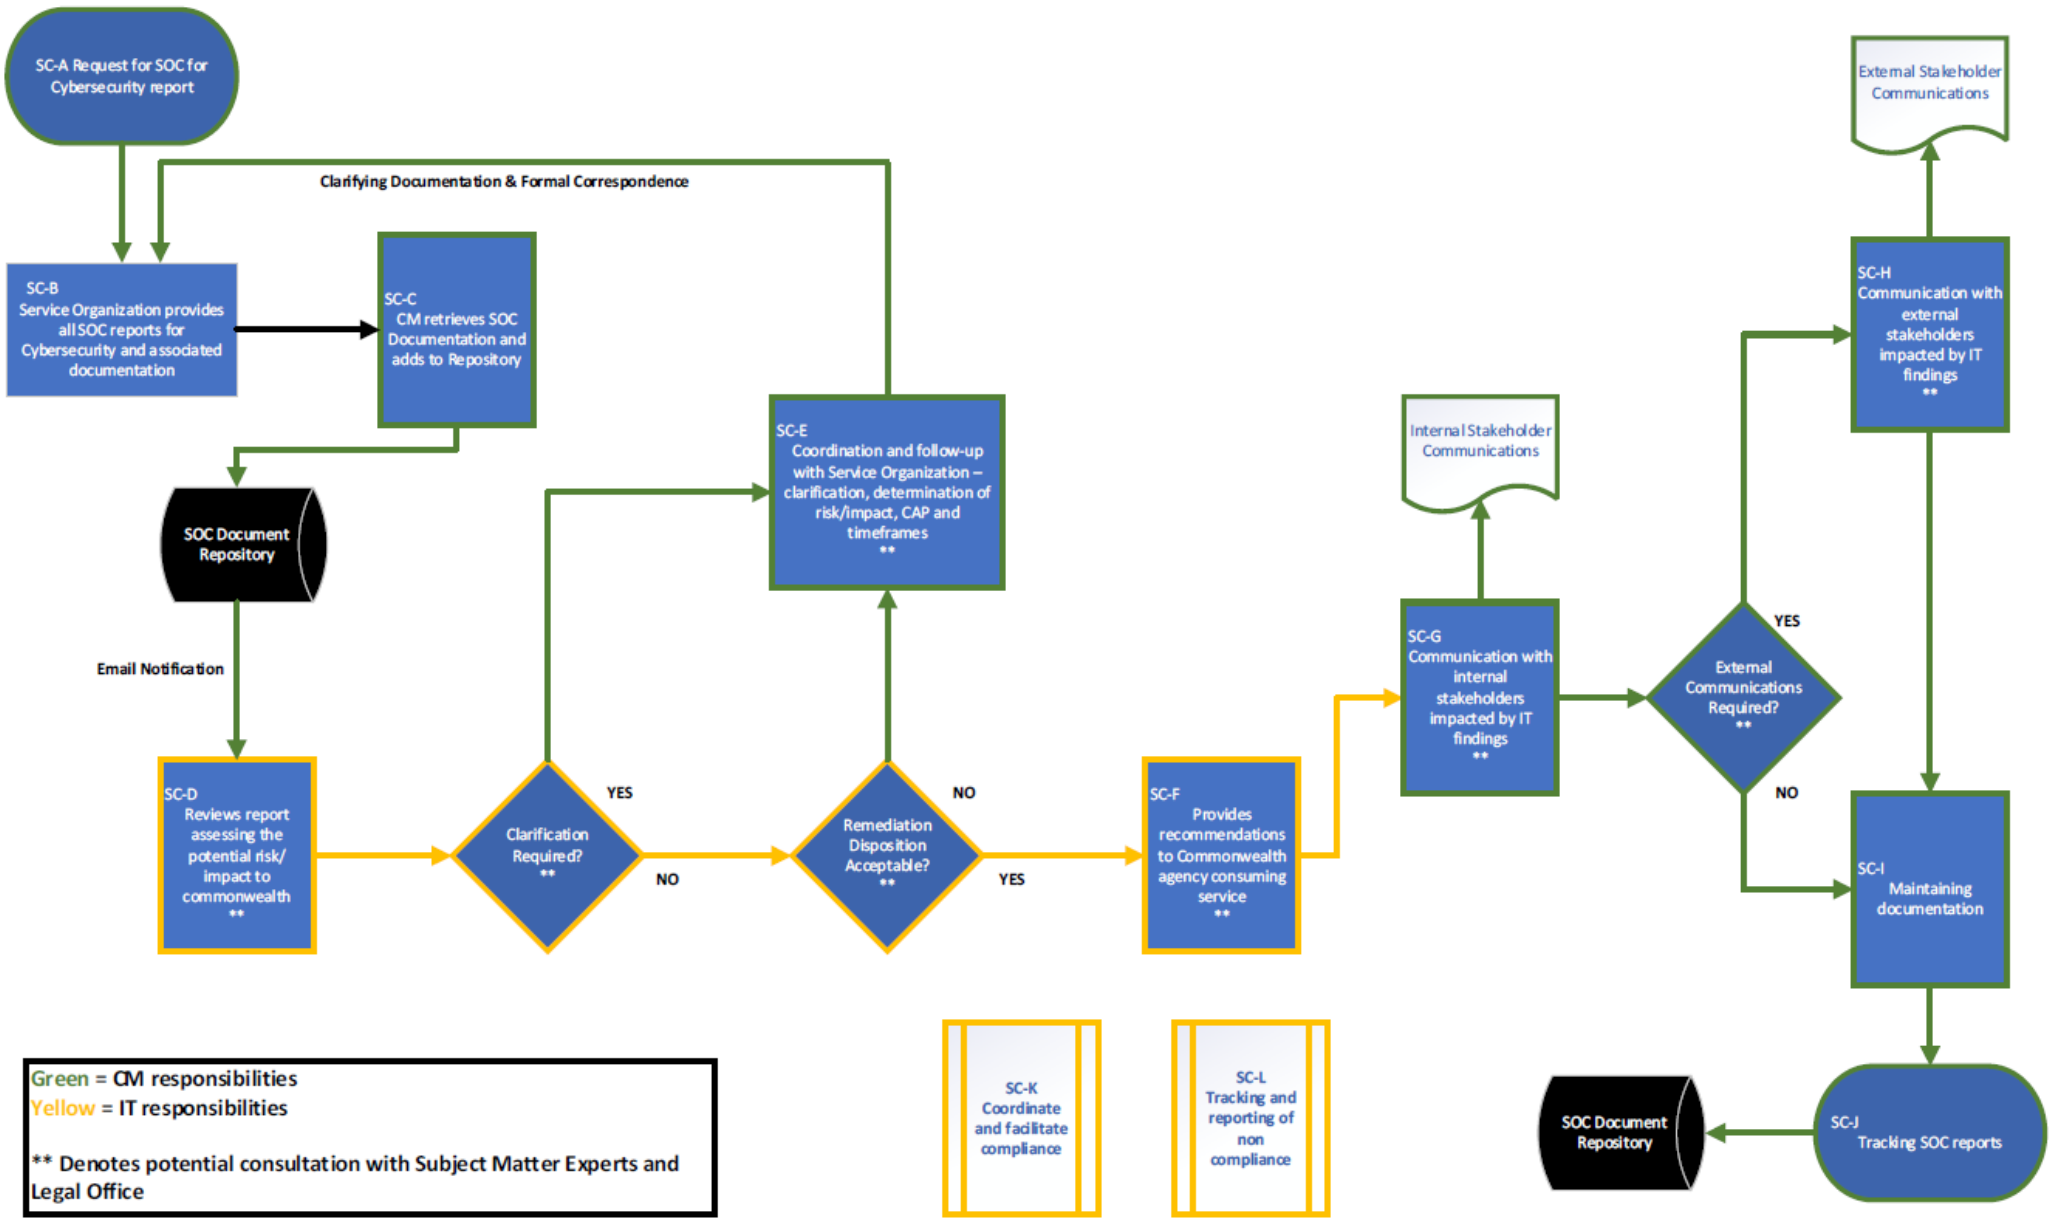 SC-A Request for SOC for
Cybersecurity report
Clarifying Documentation & Formal Correspondence
SC-B
Service Organization provides
all SOC reports for
Cybersecurity and associated
documentation
SC-C
CM retrieves SOC
Documentation and
adds to Repository
SOC Document
Repository
Email Notification
SC-D
Reviews report
assessing the
potential risk/
impact to
commonwealth
**
Clarification
Required?
**
YES
NO
SC-E
Coordination and follow-up
with Service Organization –
clarification, determination of
risk/impact, CAP and
timeframes
**
Remediation
Disposition
Acceptable?
**
NO
YES
SC-F
Provides
recommendations
to Commonwealth
agency consuming
service
**
Internal Stakeholder
Communications
SC-G
Communication with
internal
stakeholders
impacted by IT
findings
**
External
Communications
Required?
**
YES
NO
External Stakeholder
Communications
SC-H
Communication with
external
stakeholders
impacted by IT
findings
**
SC-I
Maintaining
documentation
SC-J
Tracking SOC reports
SOC Document
Repository
SC-K
Coordinate
and facilitate
compliance
SC-L
Tracking and
reporting of
non
compliance
Green = CM responsibilities
Yellow = IT responsibilities
** Denotes potential consultation with Subject Matter Experts and
Legal Office